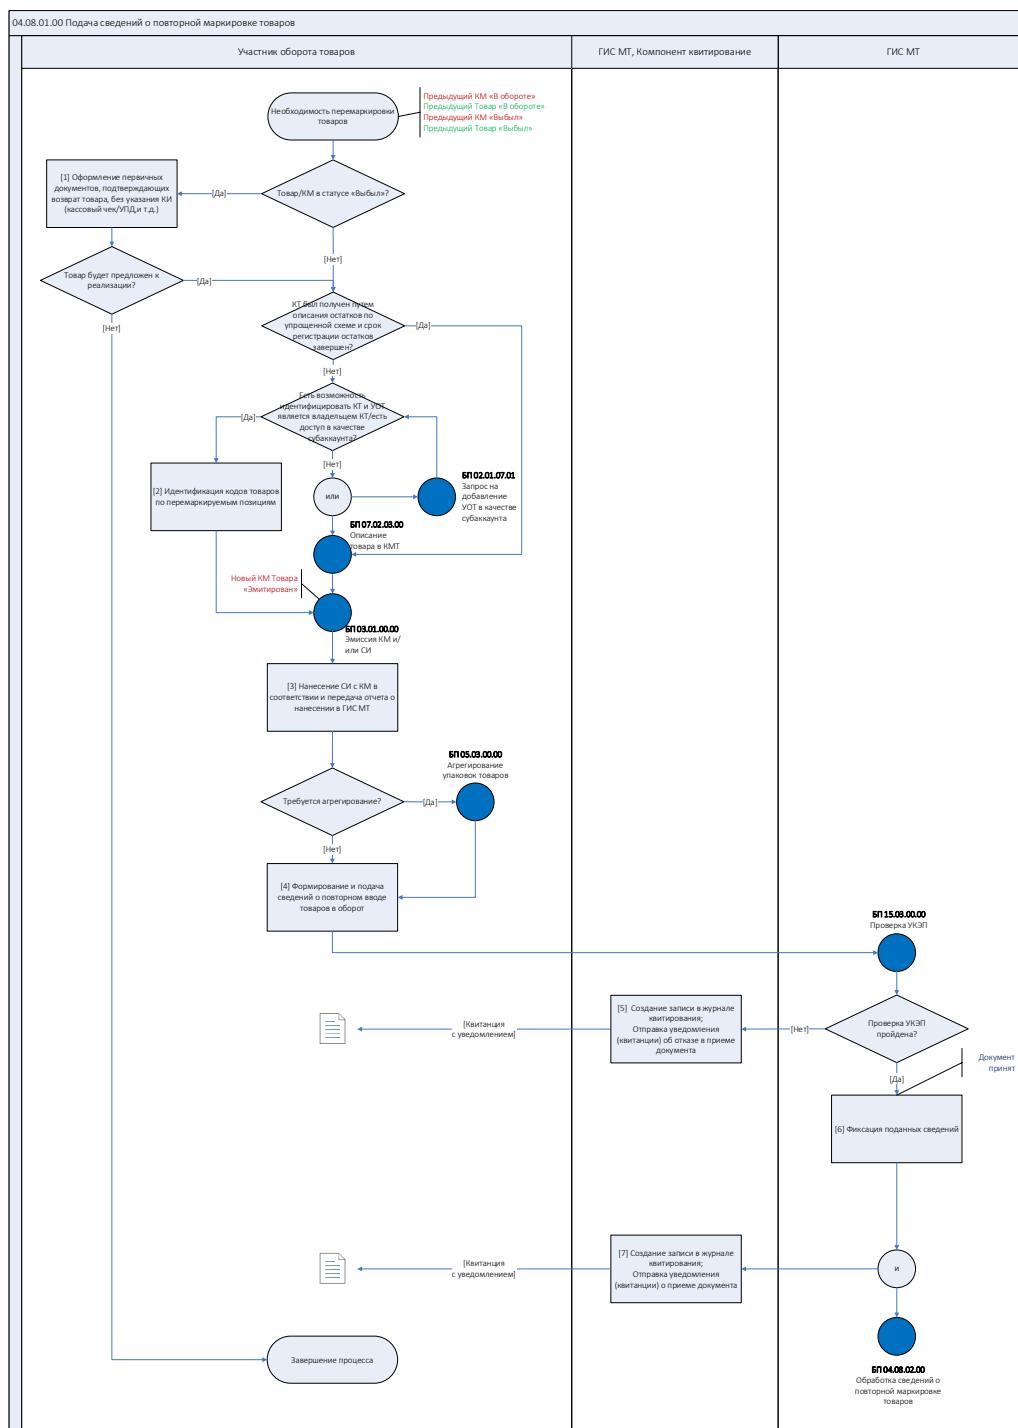 04.08.01.00 Подача сведений о повторной маркировке товаров
Участник оборота товаров
ГИС МТ, Компонент квитирование
ГИС МТ
Необходимость перемаркировки
товаров
Предыдущий КМ «В обороте»
Предыдущий Товар «В обороте»
Предыдущий КМ «Выбыл»
Предыдущий Товар «Выбыл»
[1] Оформление первичных
документов, подтверждающих
возврат товара, без указания КИ
(кассовый чек/УПД,и т.д.)
[Да]
Товар/КМ в статусе «Выбыл»?
[Нет]
Товар будет предложен к
реализации?
[Да]
[Нет]
КТ был получен путем
описания остатков по
упрощенной схеме и срок
регистрации остатков
завершен?
[Да]
[Нет]
Есть возможность
идентифицировать КТ и УОТ
является владельцем КТ/есть
доступ в качестве
субаккаунта?
[Да]
[Нет]
[2] Идентификация кодов товаров
по перемаркируемым позициям
или
БП 02.01.07.01
Запрос на
добавление
УОТ в качестве
субаккаунта
БП 07.02.03.00
Описание
товара в КМТ
Новый КМ Товара
«Эмитирован»
БП 03.01.00.00
Эмиссия КМ и/
или СИ
[3] Нанесение СИ с КМ в
соответствии и передача отчета о
нанесении в ГИС МТ
БП 05.03.00.00
Агрегирование
упаковок товаров
Требуется агрегирование?
[Да]
[Нет]
[4] Формирование и подача
сведений о повторном вводе
товаров в оборот
БП 15.03.00.00
Проверка УКЭП
Проверка УКЭП
пройдена?
[Нет]
[5] Создание записи в журнале
квитирования;
Отправка уведомления
(квитанции) об отказе в приеме
документа
[Квитанция
с уведомлением]
[Да]
Документ
принят
[6] Фиксация поданных сведений
и
[7] Создание записи в журнале
квитирования;
Отправка уведомления
(квитанции) о приеме документа
[Квитанция
с уведомлением]
БП 04.08.02.00
Обработка сведений о
повторной маркировке
товаров
Завершение процесса